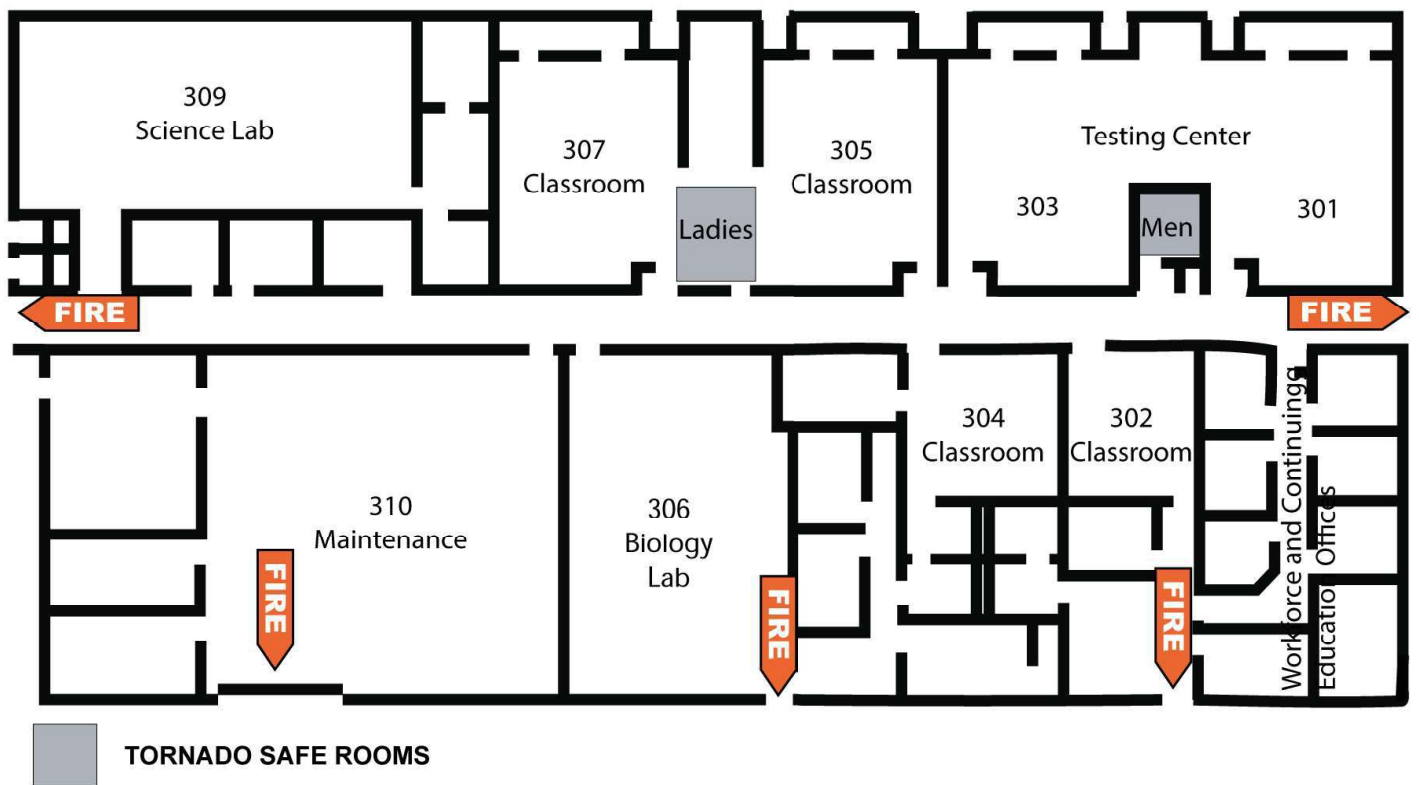 309
Science Lab
307
Classroom
Ladies
305
Classroom
Testing Center
303
Men
301
FIRE
FIRE
310
Maintenance
306
Biology
Lab
304
Classroom
302
Classroom
Workforce and Continuingg
Education Offices
FIRE
FIRE
FIRE
TORNADO SAFE ROOMS